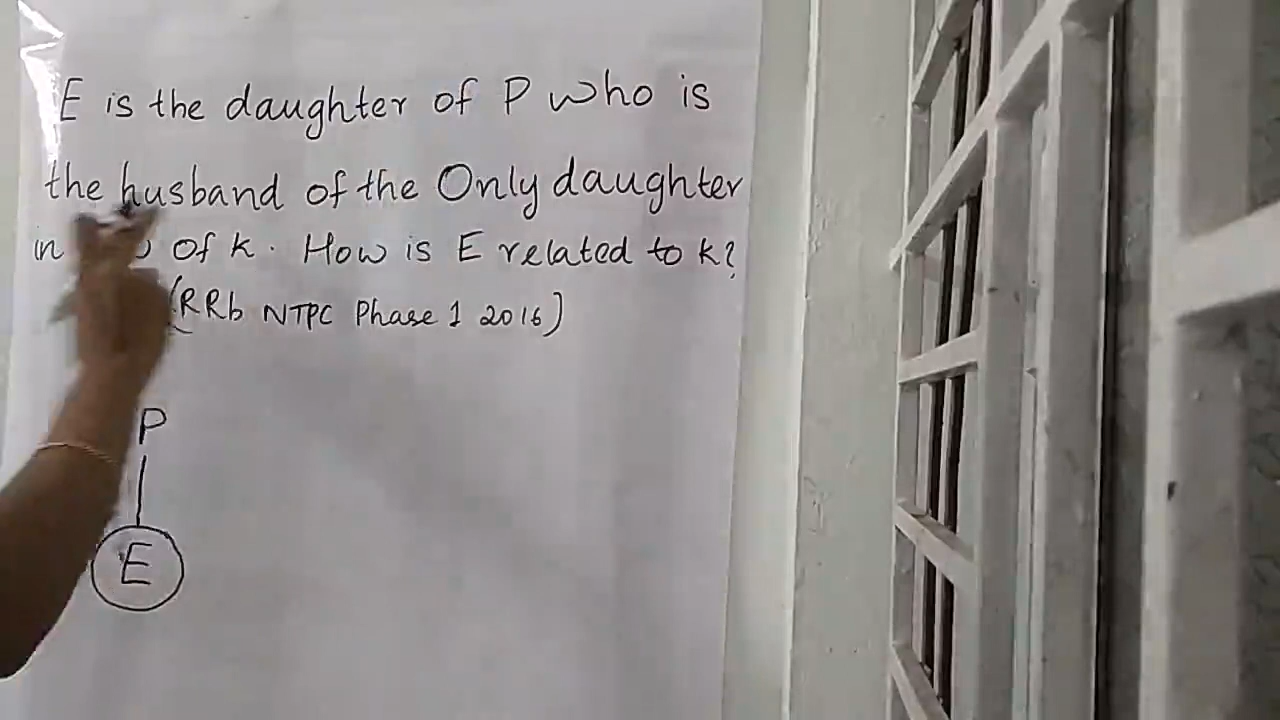 E is the daughter of P who is
the husband of the Only daughter
in of k. How is E related to k?
(RRb NTPC Phase 1 2016)
P
E